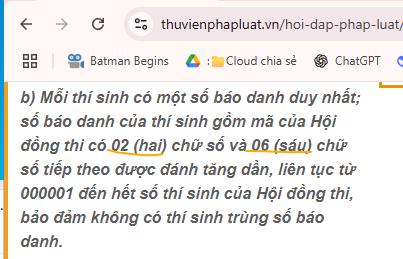 thuvienphapluat.vn/hoi-dap-phap-luat/
Batman Begins
:Cloud chia sẻ
ChatGPT
b) Mỗi thí sinh có một số báo danh duy nhất;
số báo danh của thí sinh gồm mã của Hội
đồng thi có 02 (hai) chữ số và 06 (sáu) chữ
số tiếp theo được đánh tăng dần, liên tục từ
000001 đến hết số thí sinh của Hội đồng thi,
bảo đảm không có thí sinh trùng số báo
danh.